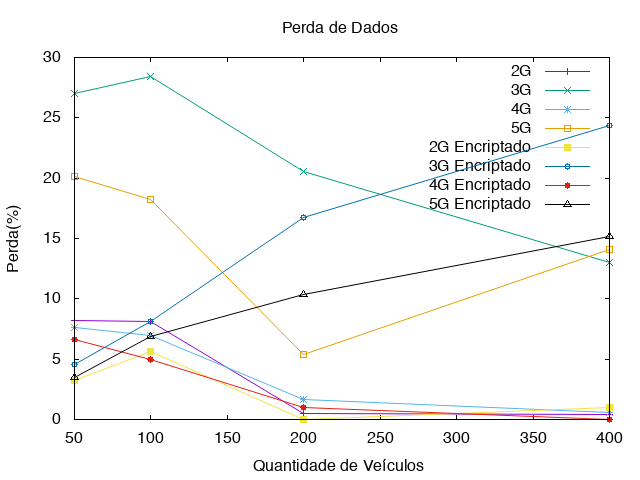 Perda de Dados
Perda(%)
30
25
20
15
10
5
0
2G
3G
4G
5G
2G Encriptado
3G Encriptado
4G Encriptado
5G Encriptado
50 100 150 200 250 300 350 400
Quantidade de Veículos